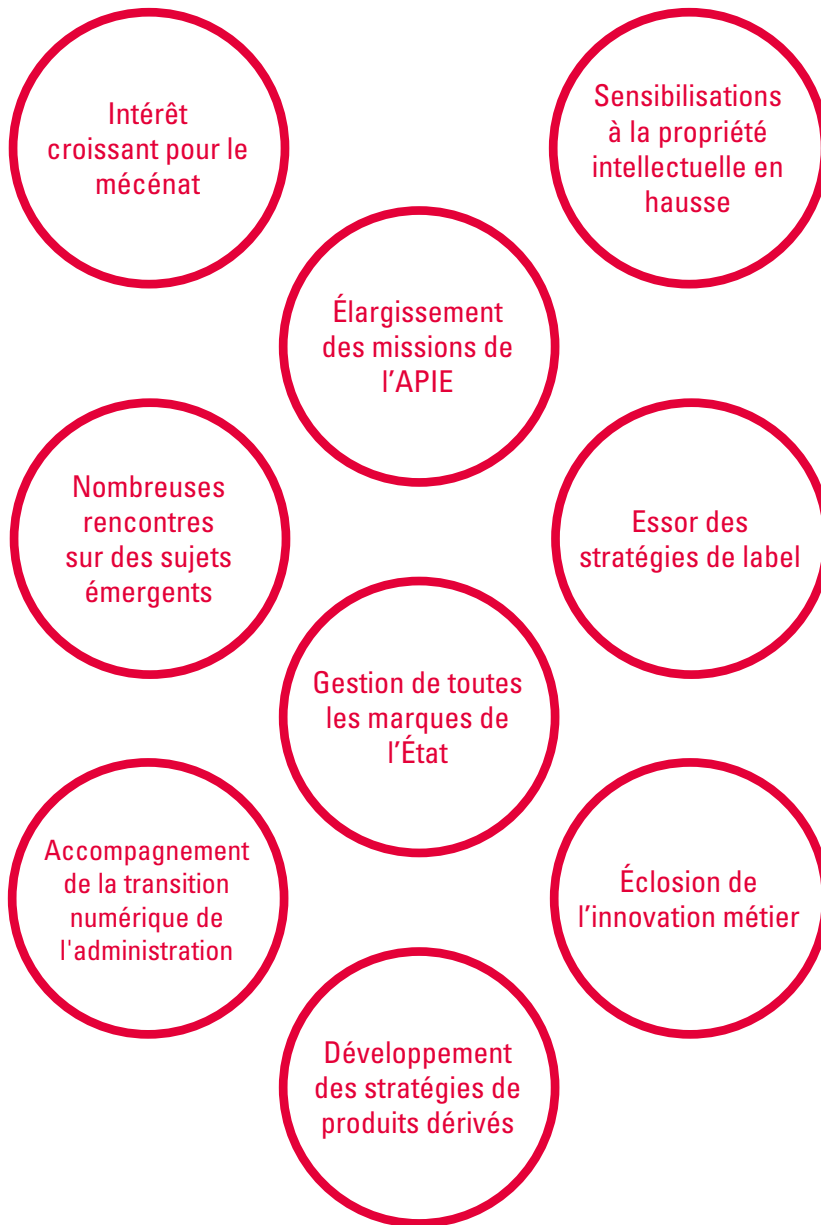 Intérêt
croissant pour le
mécénat
Sensibilisations
à la propriété
intellectuelle en
hausse
Élargissement
des missions de
l’APIE
Nombreuses
rencontres
sur des sujets
émergents
Essor des
stratégies de label
Gestion de toutes
les marques de
l’État
Accompagnement
de la transition
numérique de
l'administration
Éclosion de
l’innovation métier
Développement
des stratégies de
produits dérivés